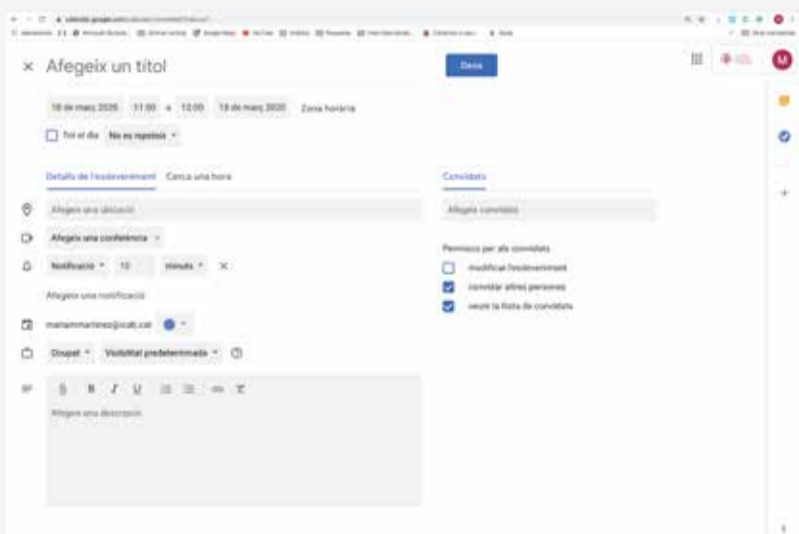 Afegeix un títol
Desa
M
18 de març 2020 11:00 a 12:00 18 de març 2020 Zona horària
Tot el dia No es repeteix
Detalls de l'esdeveniment Cerca una hora
Convidats
Afegeix una ubicació
Afegeix convidats
Afegeix una conferència
Permisos per als convidats
Notificació 10 minuts
modificar l'esdeveniment
convidar altres persones
Afegeix una notificació
veure la llista de convidats
Ocupat Visibilitat predeterminada
B I U
Afegeix una descripció